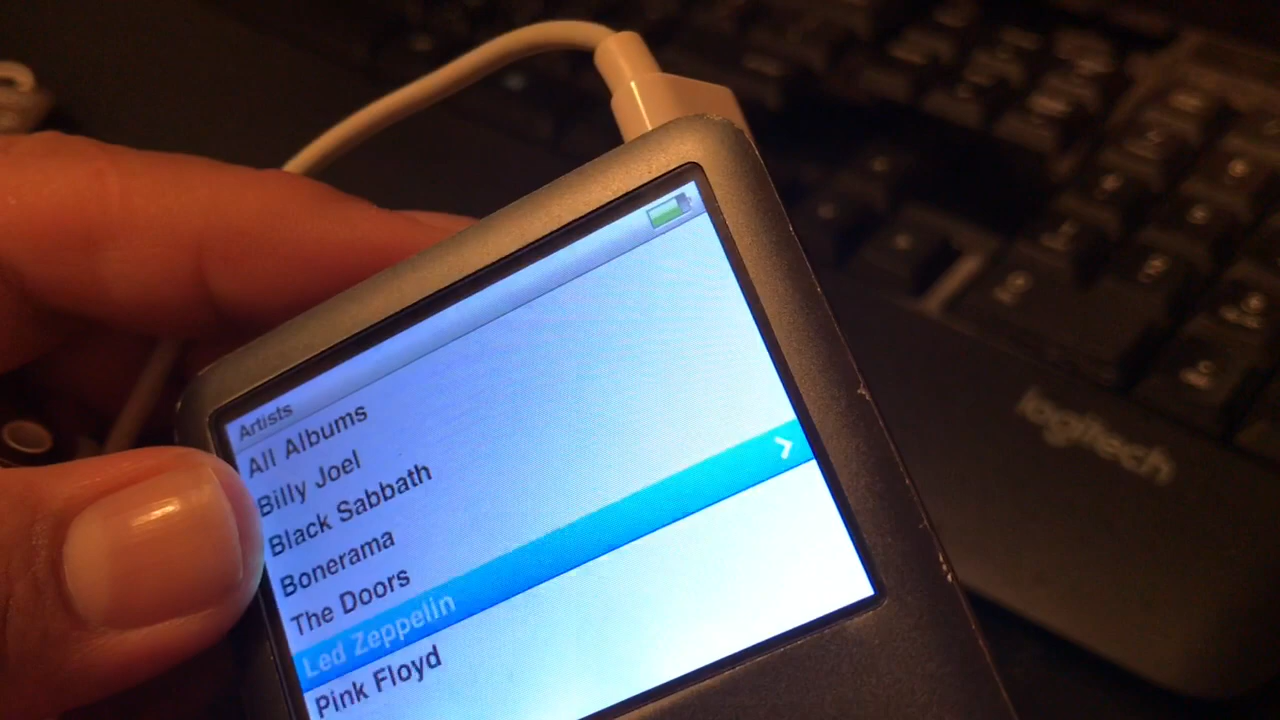 Artists
All Albums
Billy Joel
Black Sabbath
Bonerama
The Doors
Led Zeppelin
Pink Floyd
logitech